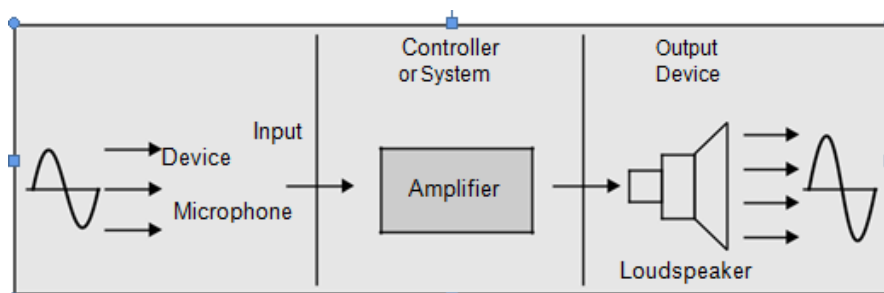 Controller
or System
Output
Device
Input
Device
Microphone
Amplifier
Loudspeaker